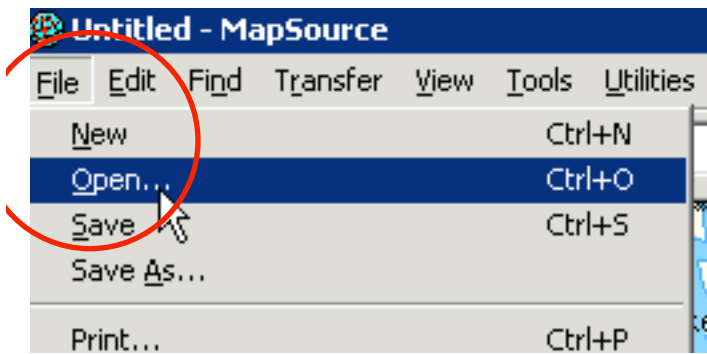 Untitled - MapSource
File Edit Find Transfer View Tools Utilities
New Ctrl+N
Open... Ctrl+O
Save Ctrl+S
Save As...
Print... Ctrl+P